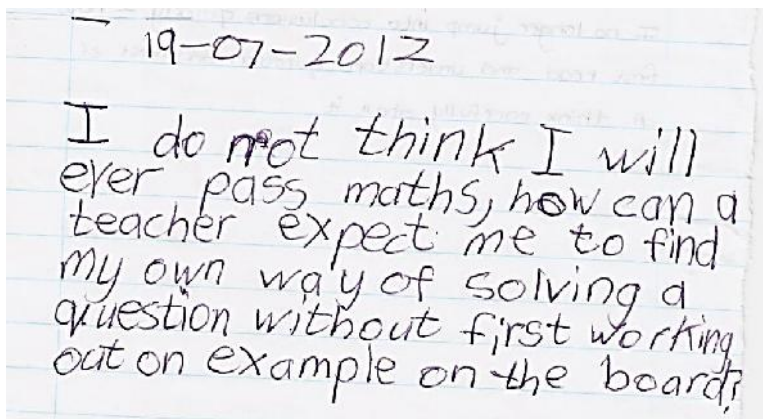 – 19-07-2012
I do not think I will
ever pass maths, how can a
teacher expect me to find
my own way of solving a
question without first working
out on example on the board?